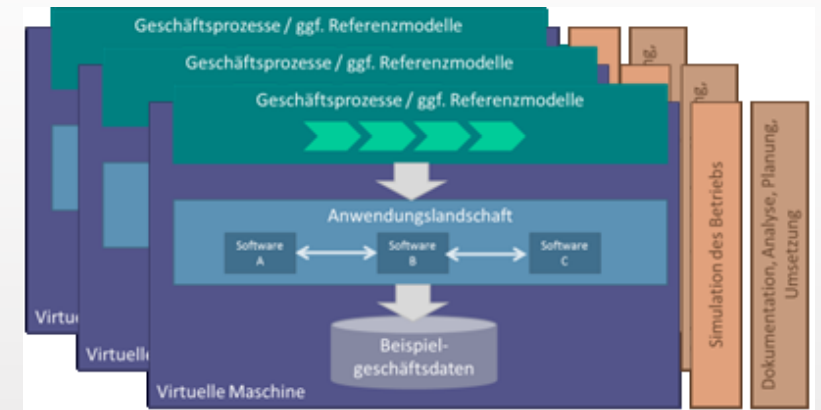 Geschäftsprozesse / ggf. Referenzmodelle
Geschäftsprozesse / ggf. Referenzmodelle
Geschäftsprozesse / ggf. Referenzmodelle
Anwendungslandschaft
Software
A
Software
B
Software
C
Beispiel-
geschäftsdaten
Virtuelle Maschine
Simulation des Betriebs
Dokumentation, Analyse, Planung,
Umsetzung